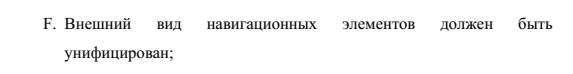 F. Внешний вид навигационных элементов должен быть
унифицирован;